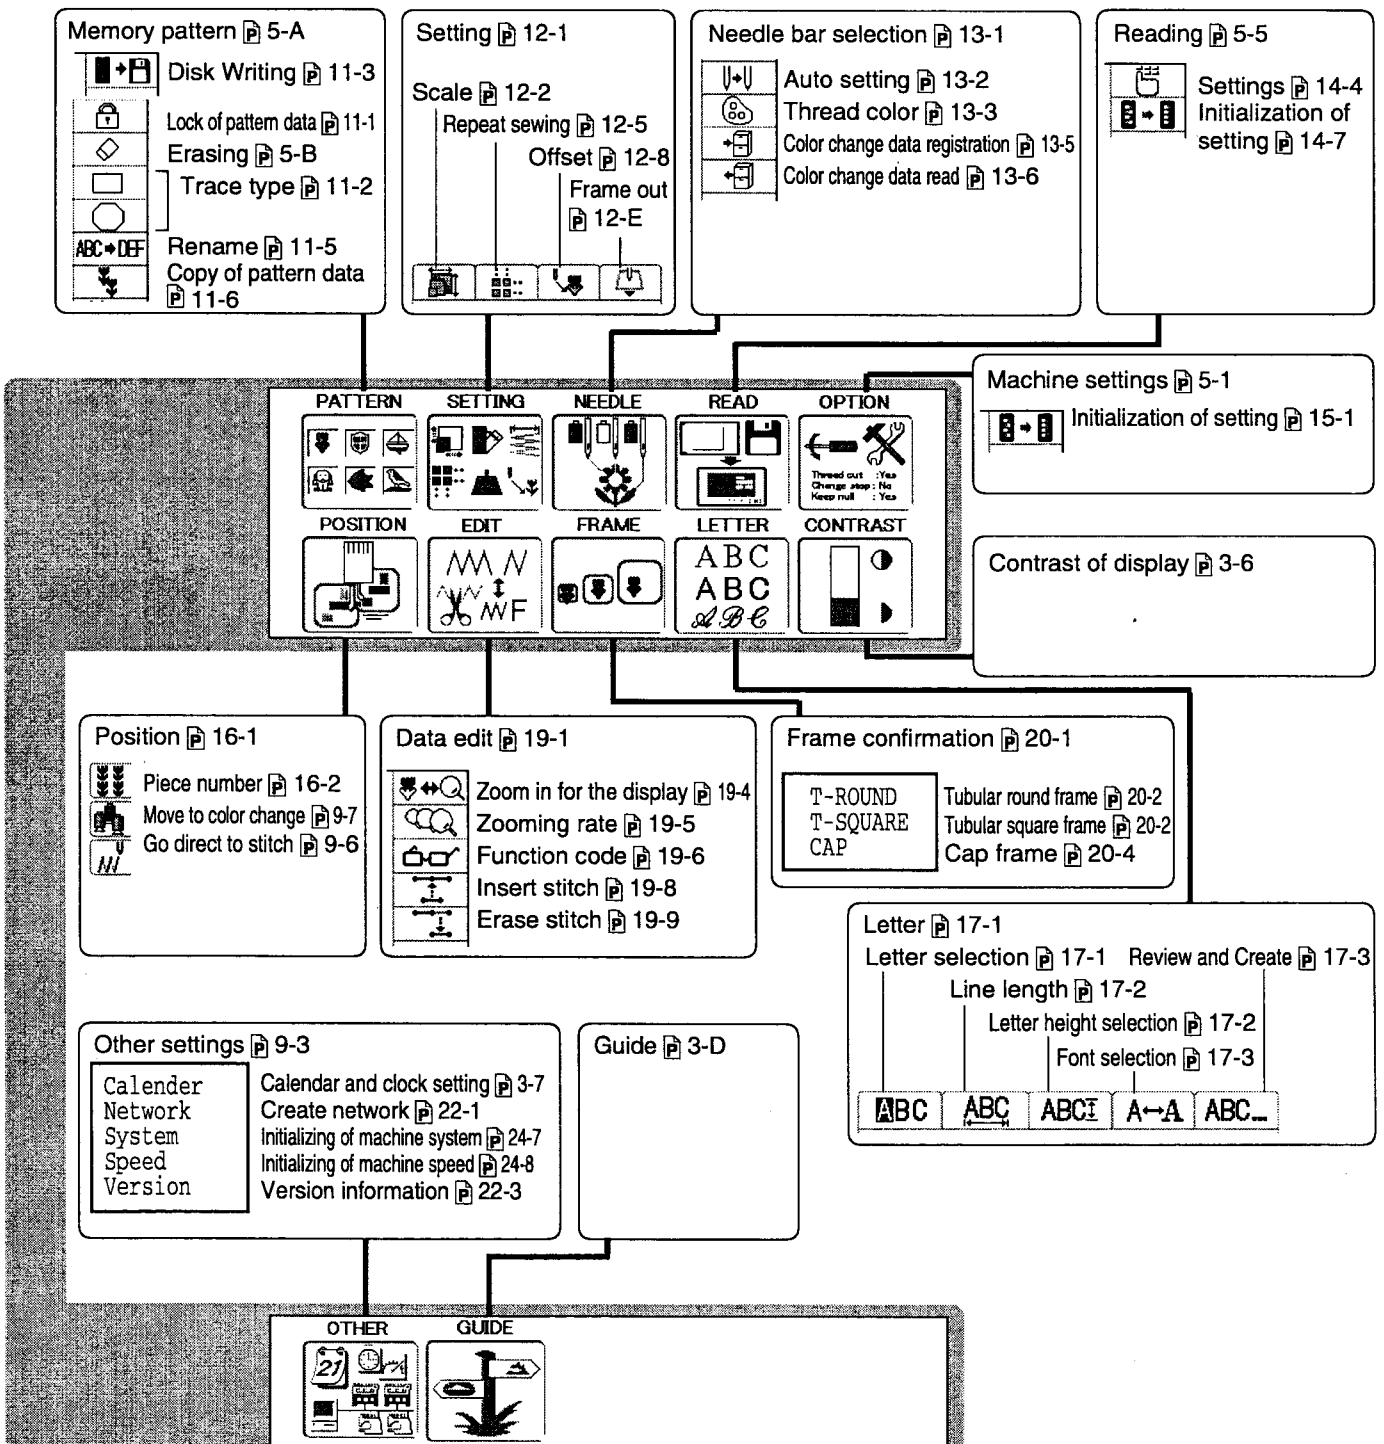 Memory pattern P 5-A
Disk Writing P 11-3
Lock of pattern data P 11-1
Erasing P 5-B
Trace type P 11-2
ABC DEF Rename P 11-5
Copy of pattern data
P 11-6
Setting P 12-1
Scale P 12-2
Repeat sewing P 12-5
Offset P 12-8
Frame out
P 12-E
Needle bar selection P 13-1
Auto setting P 13-2
Thread color P 13-3
Color change data registration P 13-5
Color change data read P 13-6
Reading P 5-5
Settings P 14-4
Initialization of
setting P 14-7
Machine settings P 5-1
Initialization of setting P 15-1
PATTERN SETTING NEEDLE READ OPTION
Thread cut :Yes
Change stop : No
Keep null : Yes
POSITION EDIT FRAME LETTER CONTRAST
F
ABC
ABC
ABC
Contrast of display P 3-6
Position P 16-1
Piece number P 16-2
Move to color change P 9-7
Go direct to stitch P 9-6
Data edit P 19-1
Zoom in for the display P 19-4
Zooming rate P 19-5
Function code P 19-6
Insert stitch P 19-8
Erase stitch P 19-9
Frame confirmation P 20-1
T-ROUND Tubular round frame P 20-2
T-SQUARE Tubular square frame P 20-2
CAP Cap frame P 20-4
Letter P 17-1
Letter selection P 17-1 Review and Create P 17-3
Line length P 17-2
Letter height selection P 17-2
Font selection P 17-3
ABC ABC ABC A↔A ABC...
Other settings P 9-3
Calender Calendar and clock setting P 3-7
Network Create network P 22-1
System Initializing of machine system P 24-7
Speed Initializing of machine speed P 24-8
Version Version information P 22-3
Guide P 3-D
OTHER GUIDE
21